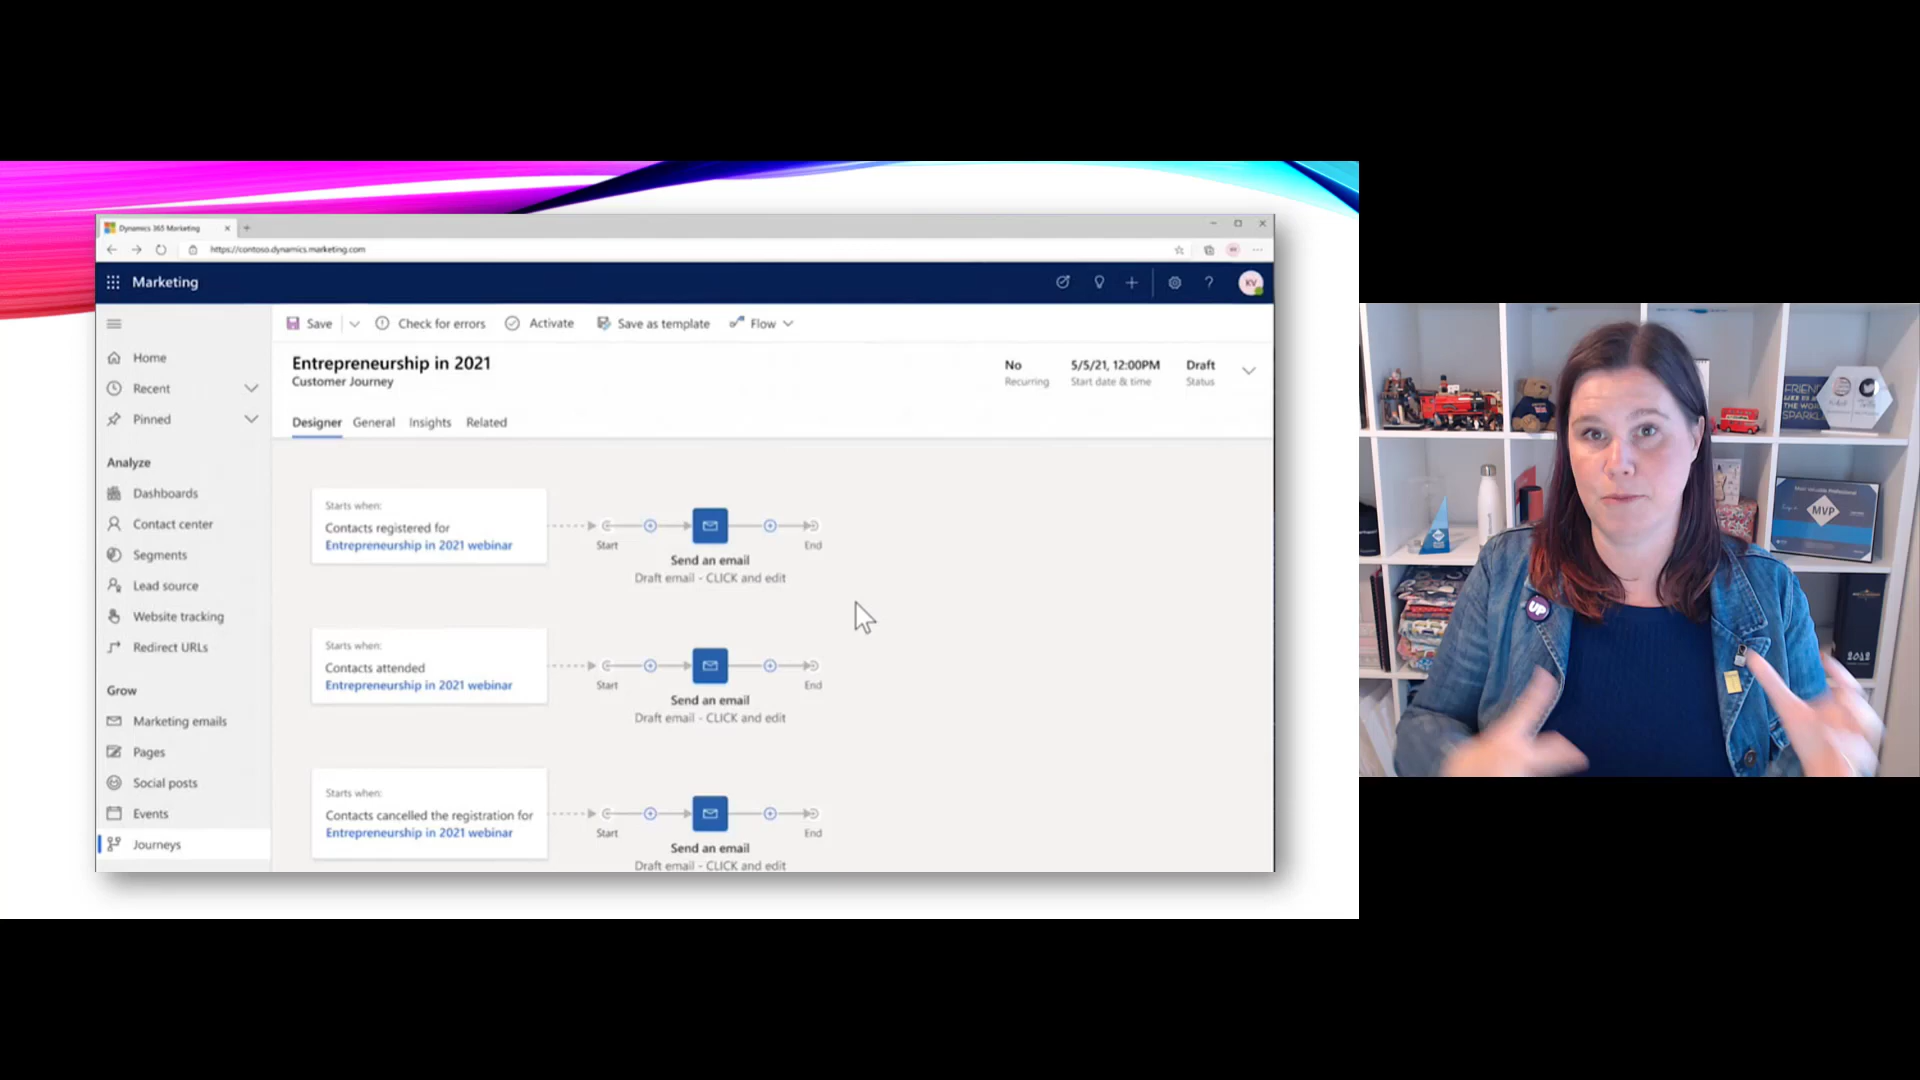 Dynamics 365 Marketing
https://contoso.dynamics.marketing.com
Marketing
KV
Save
Check for errors
Activate
Save as template
Flow
Entrepreneurship in 2021
Customer Journey
No
Recurring
5/5/21, 12:00PM
Start date & time
Draft
Status
Designer
General
Insights
Related
Home
Recent
Pinned
Analyze
Dashboards
Contact center
Segments
Lead source
Website tracking
Redirect URLs
Grow
Marketing emails
Pages
Social posts
Events
Journeys
Starts when:
Contacts registered for
Entrepreneurship in 2021 webinar
Start
End
Send an email
Draft email - CLICK and edit
Starts when:
Contacts attended
Entrepreneurship in 2021 webinar
Start
End
Send an email
Draft email - CLICK and edit
Starts when:
Contacts cancelled the registration for
Entrepreneurship in 2021 webinar
Start
End
Send an email
Draft email - CLICK and edit
UP
MVP